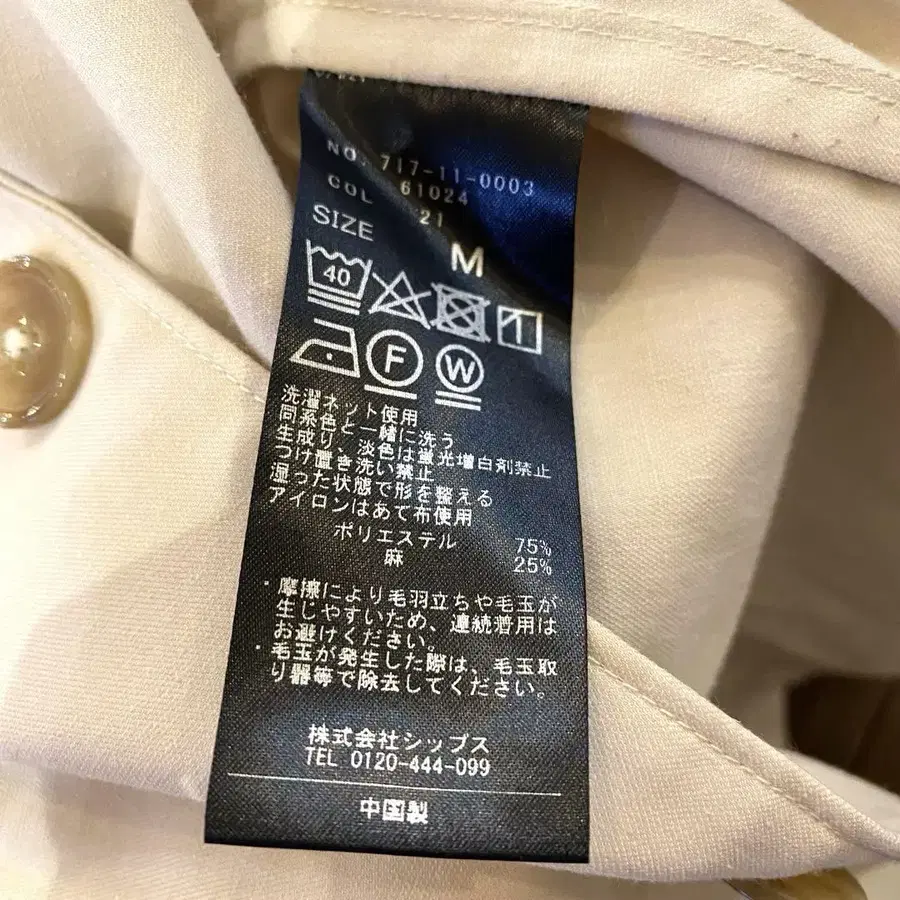 NO. 717-11-0003
COL 61024
21
SIZE M
40
F W
洗濯ネット使用
同系色と一緒に洗う
生成り、淡色は蛍光増白剤禁止
つけ置き洗い禁止
湿った状態で形を整える
アイロンはあて布使用
ポリエステル 75%
麻 25%
・摩擦により毛羽立ちや毛玉が
生じやすいため、連続着用は
お避けください。
・毛玉が発生した際は、毛玉取
り器等で除去してください。
株式会社シップス
TEL 0120-444-099
中国製